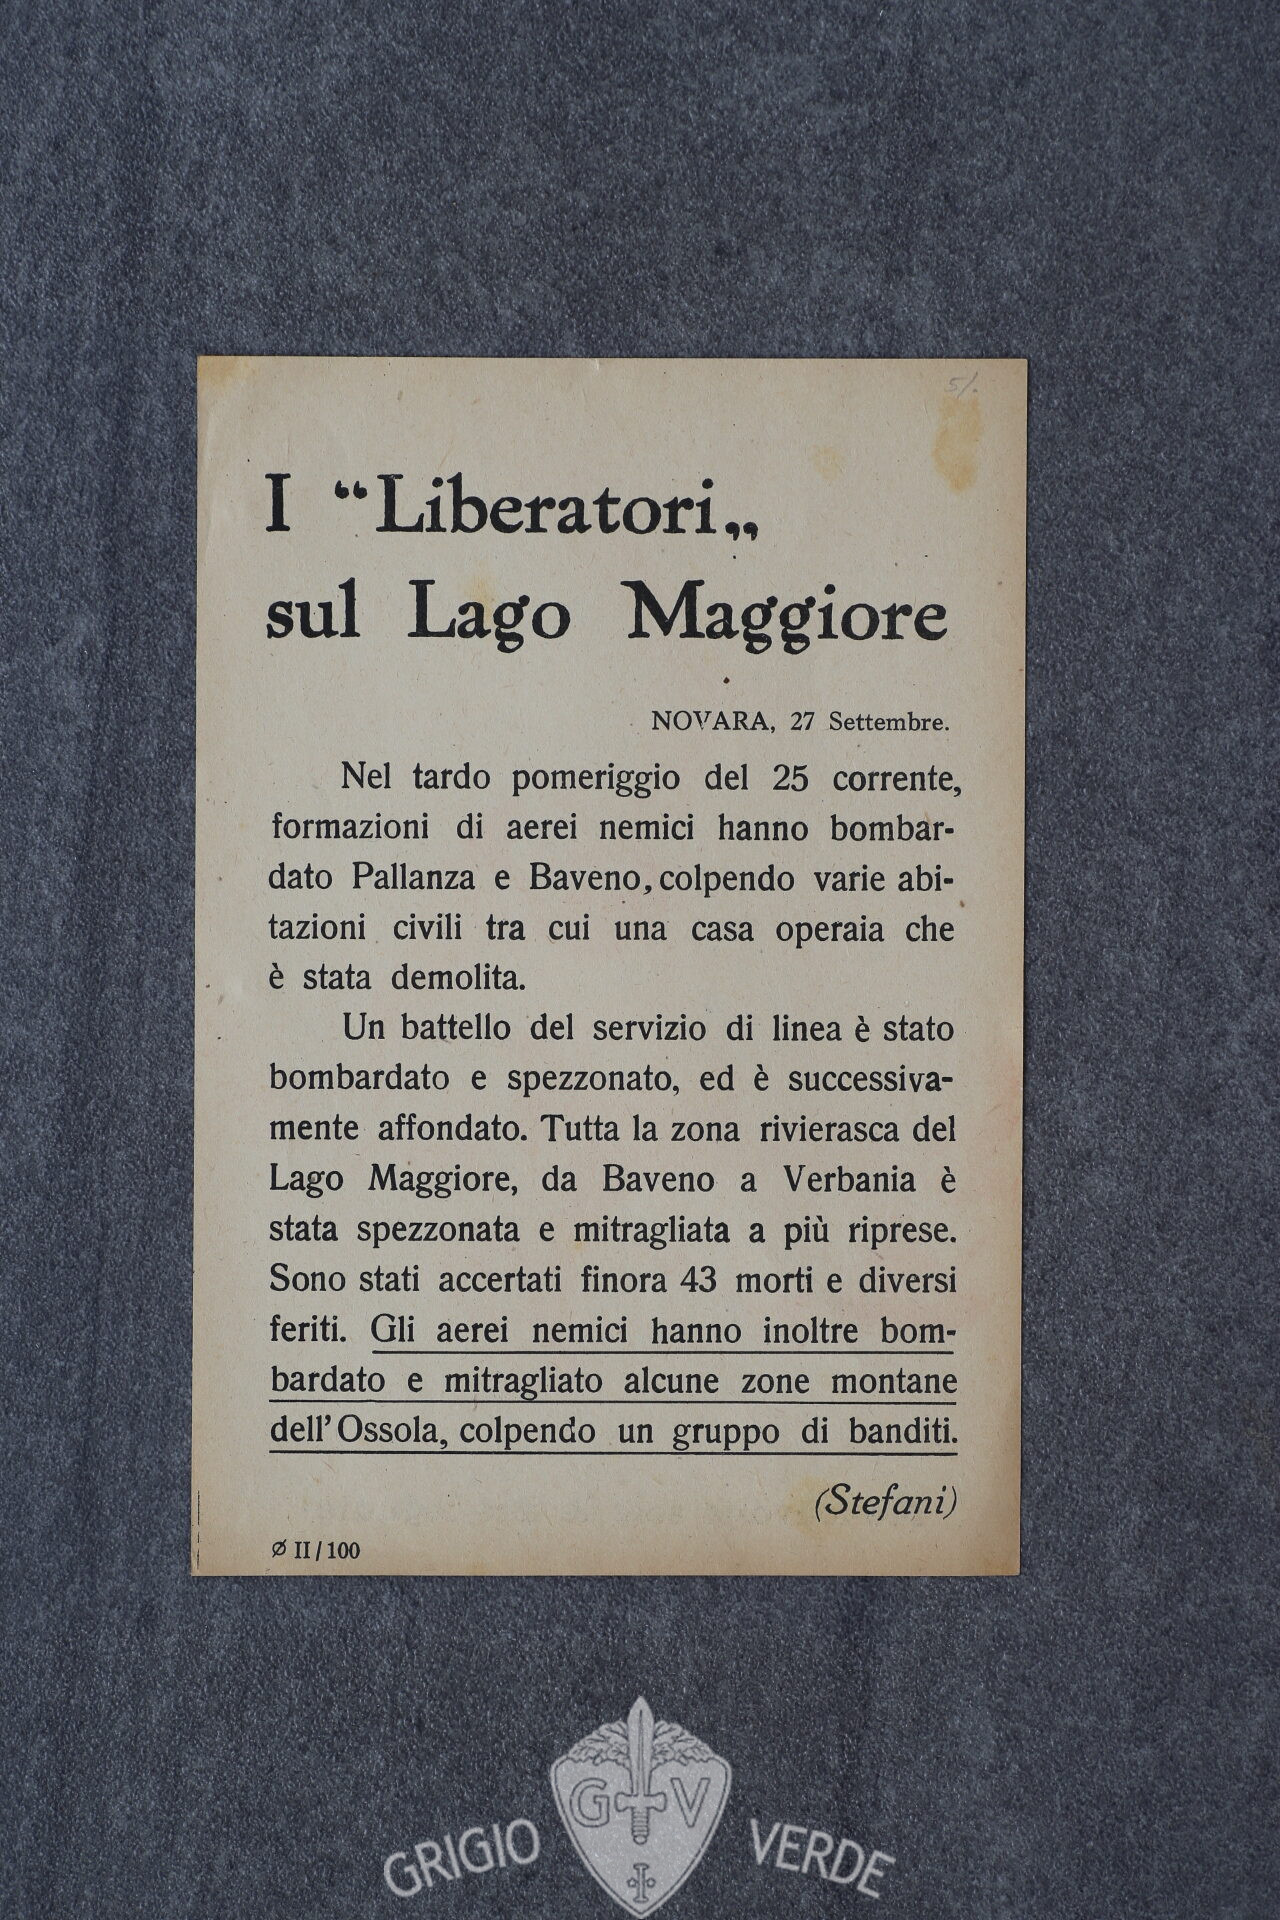 5/.
I “Liberatori„
sul Lago Maggiore
NOVARA, 27 Settembre.
Nel tardo pomeriggio del 25 corrente,
formazioni di aerei nemici hanno bombar-
dato Pallanza e Baveno, colpendo varie abi-
tazioni civili tra cui una casa operaia che
è stata demolita.
Un battello del servizio di linea è stato
bombardato e spezzonato, ed è successiva-
mente affondato. Tutta la zona rivierasca del
Lago Maggiore, da Baveno a Verbania è
stata spezzonata e mitragliata a più riprese.
Sono stati accertati finora 43 morti e diversi
feriti. Gli aerei nemici hanno inoltre bom-
bardato e mitragliato alcune zone montane
dell’Ossola, colpendo un gruppo di banditi.
(Stefani)
Ø II/100
G V
GRIGIO VERDE